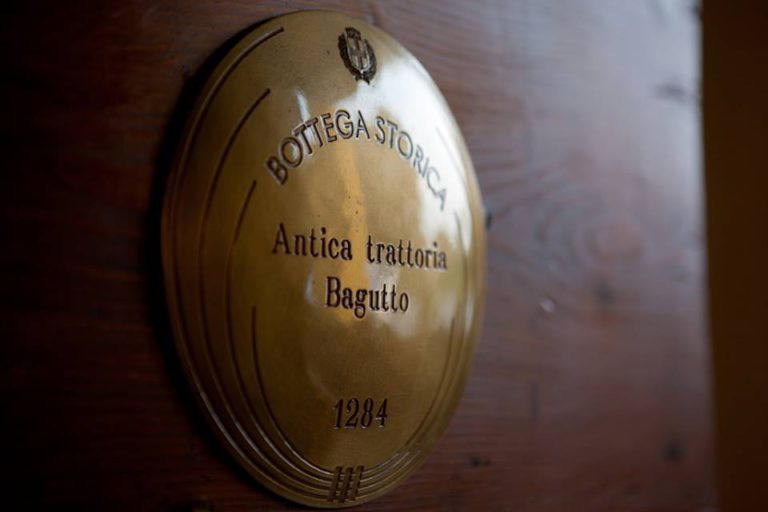 BOTTEGA STORICA
Antica trattoria
Bagutto
1284